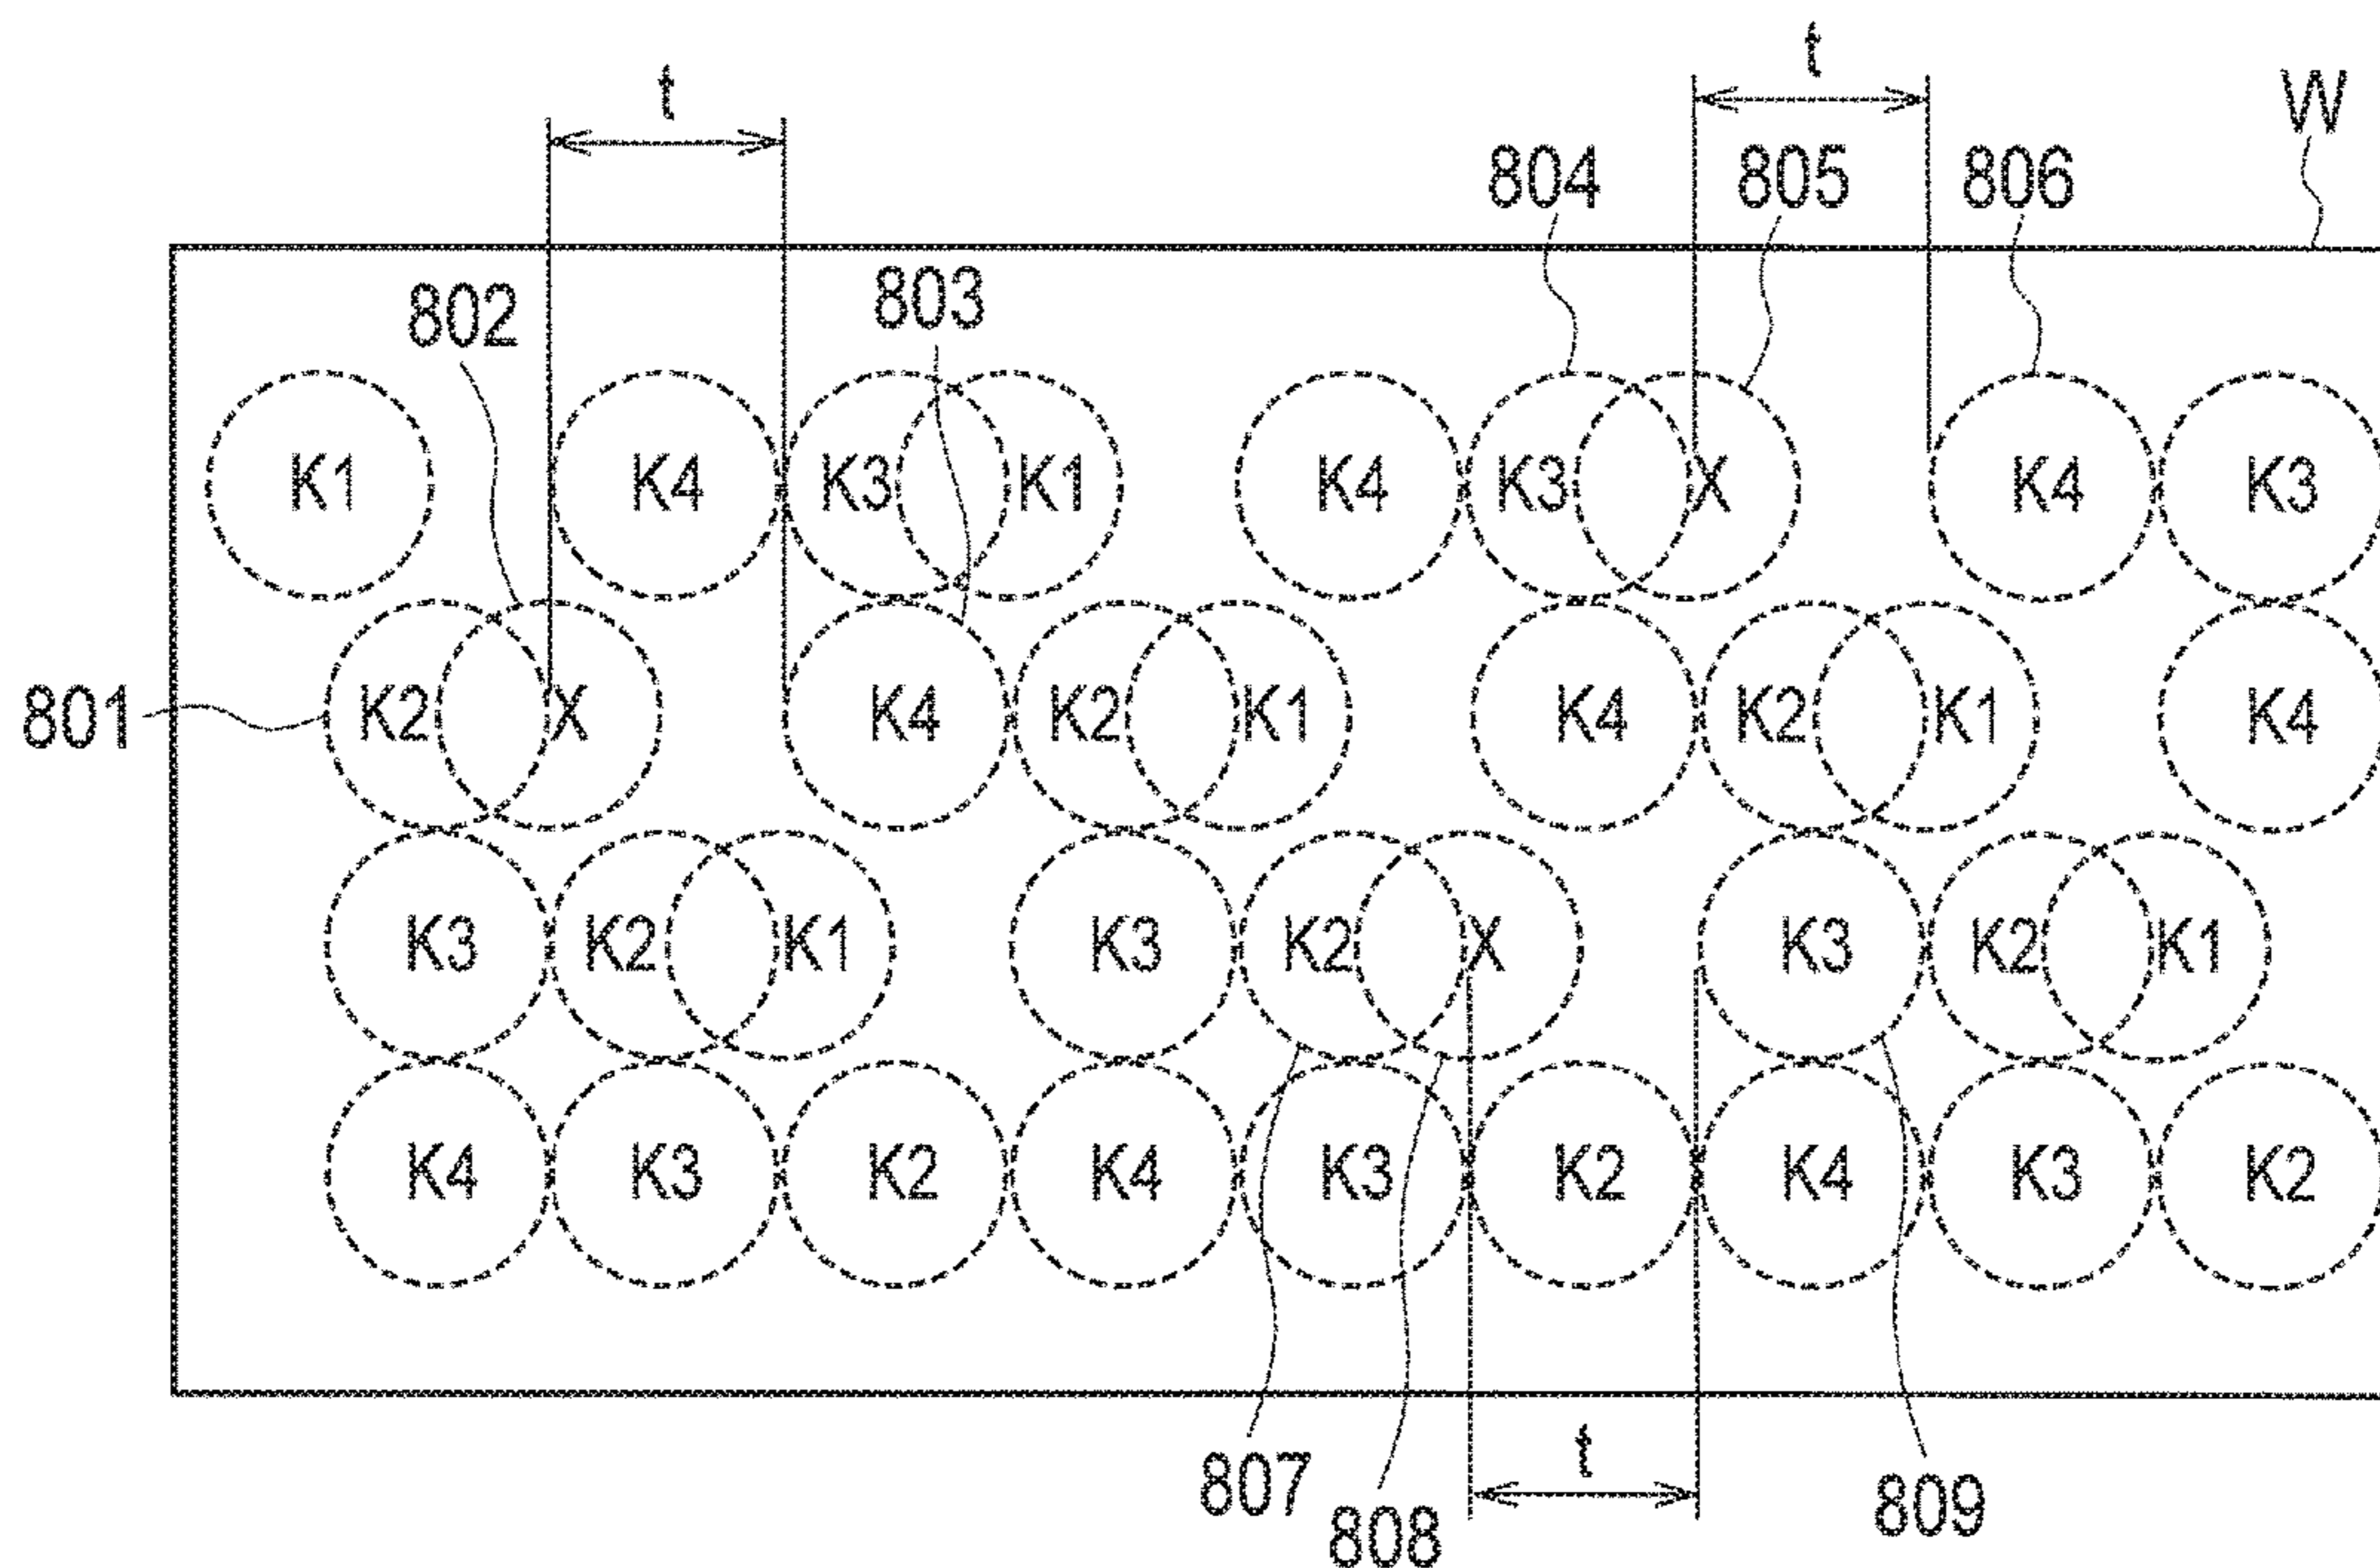 t
t
W
804 805 806
802 803
K1 K4 K3 K1 K4 K3 X K4 K3
801 K2 X K4 K2 K1 K4 K2 K1 K4
K3 K2 K1 K3 K2 X K3 K2 K1
K4 K3 K2 K4 K3 K2 K4 K3 K2
807 808 t 809